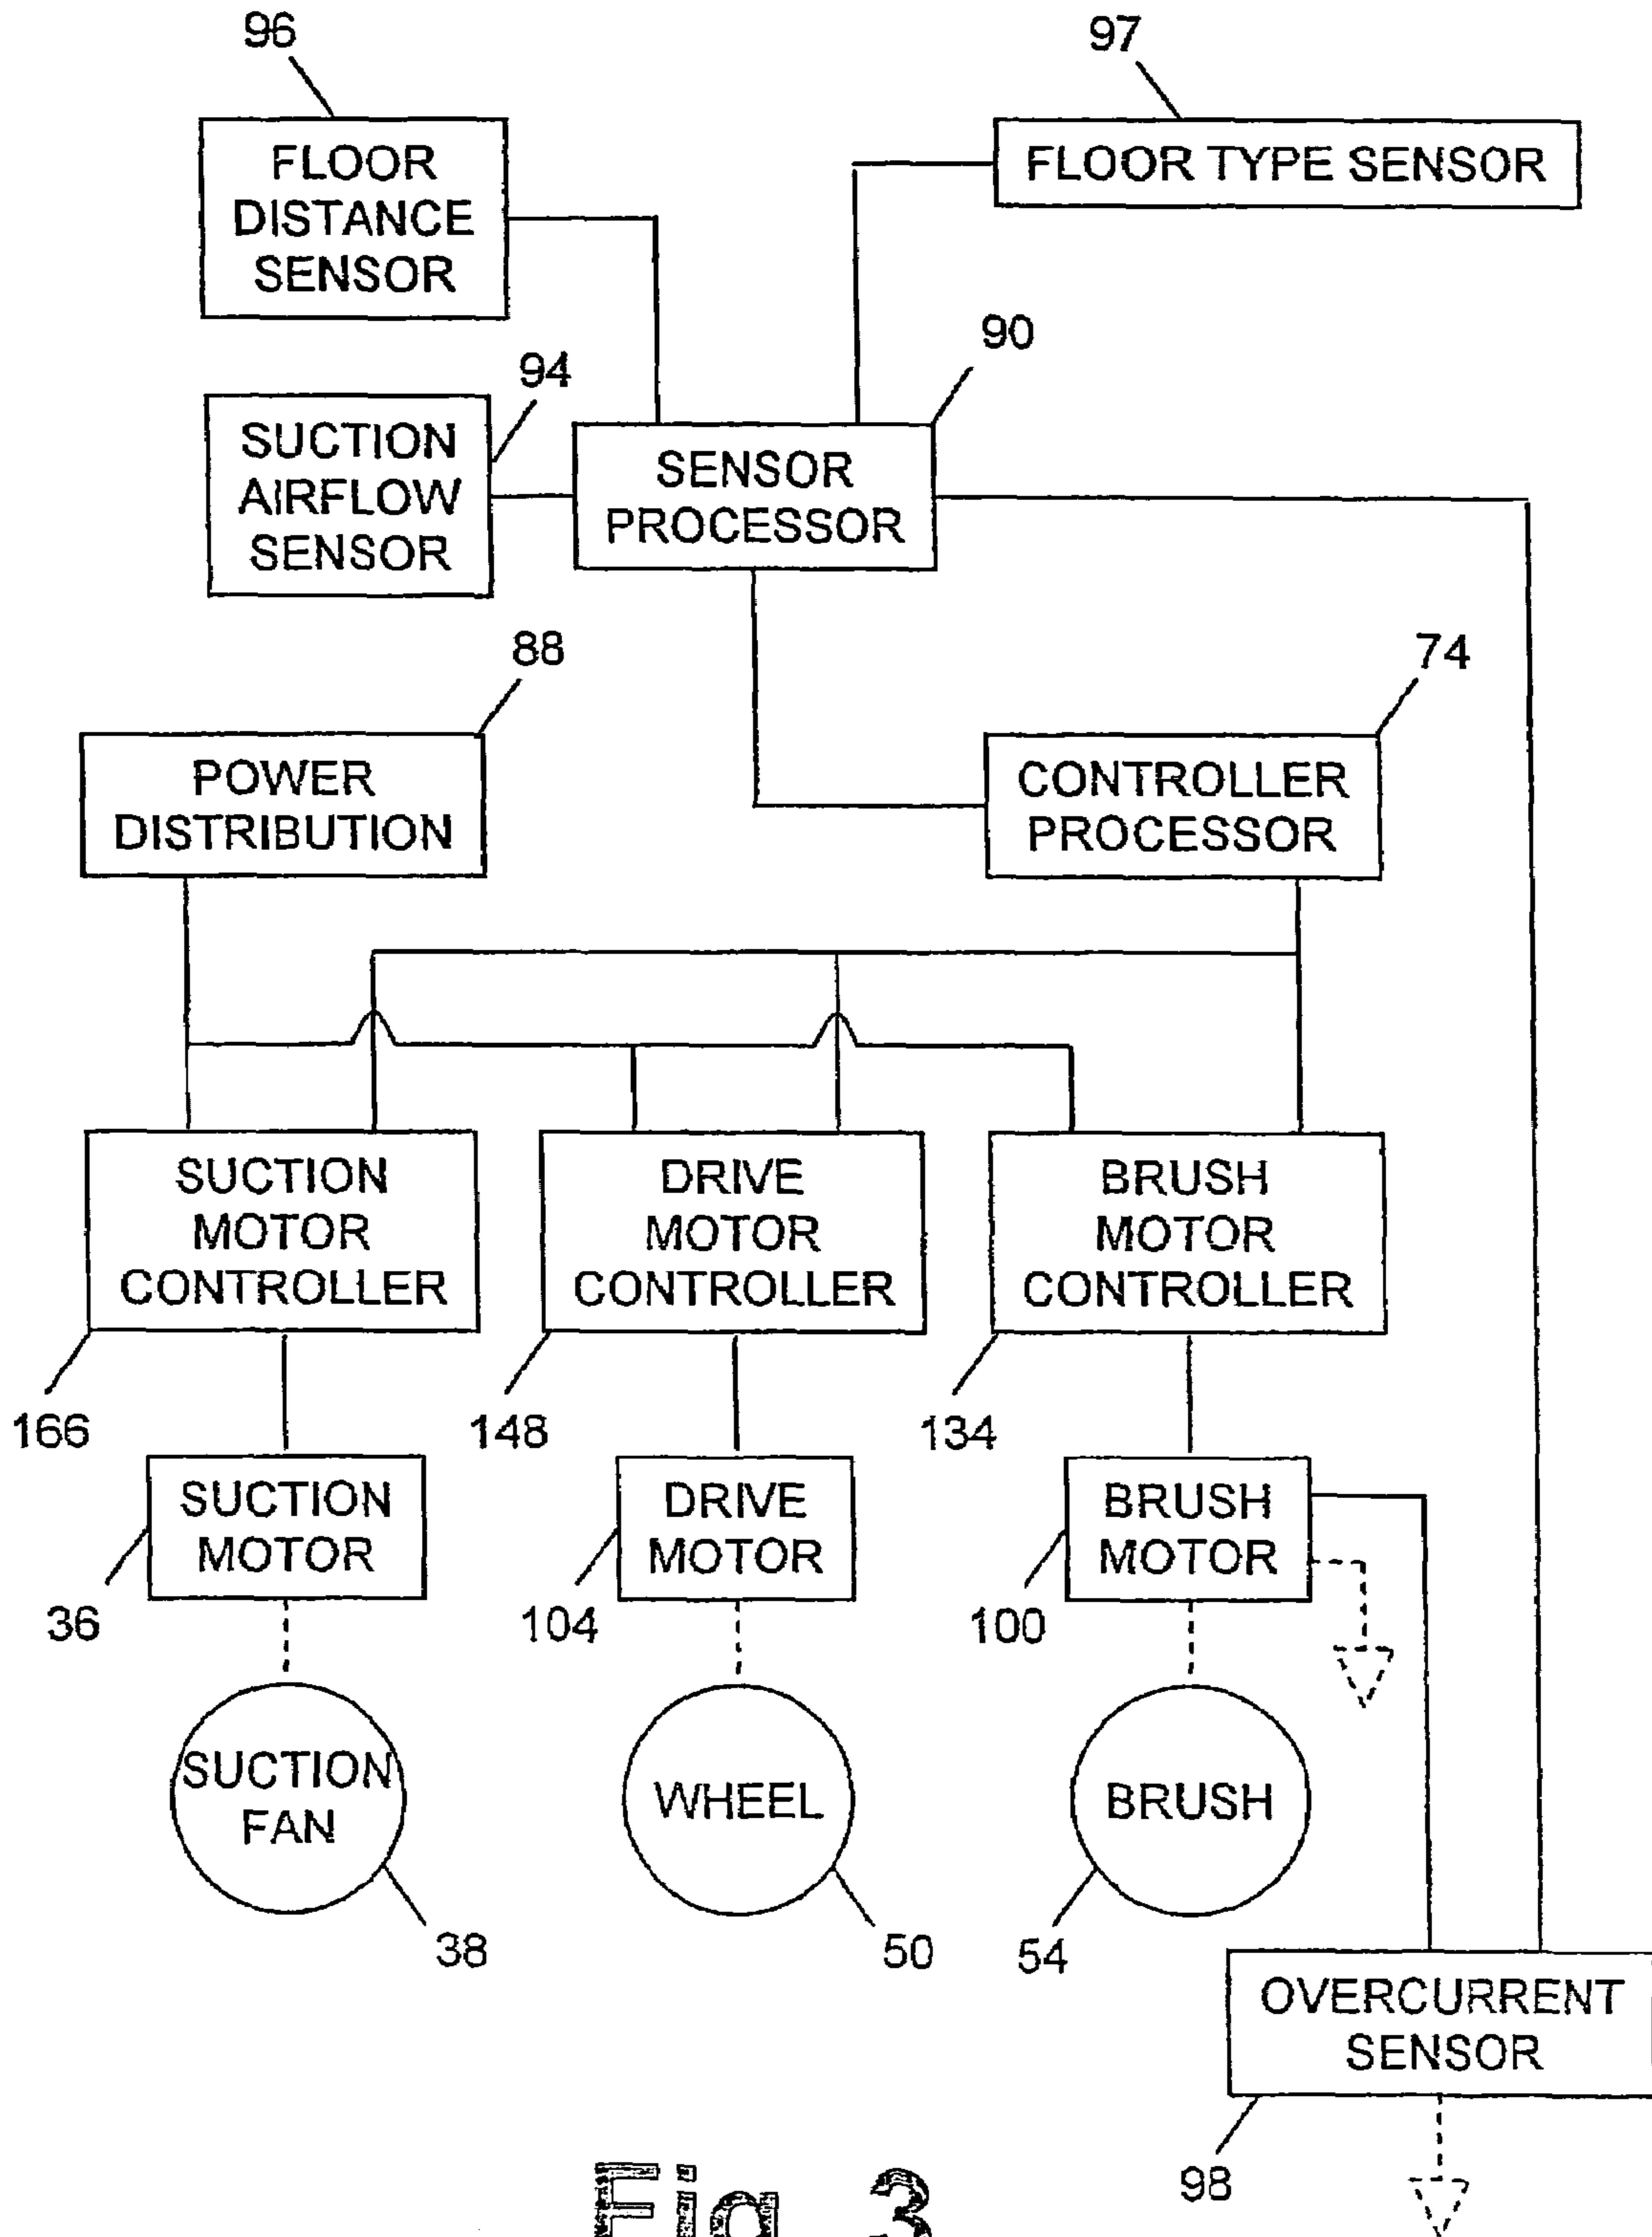 96
97
FLOOR
DISTANCE
SENSOR
FLOOR TYPE SENSOR
90
94
SUCTION
AIRFLOW
SENSOR
SENSOR
PROCESSOR
88
74
POWER
DISTRIBUTION
CONTROLLER
PROCESSOR
SUCTION
MOTOR
CONTROLLER
DRIVE
MOTOR
CONTROLLER
BRUSH
MOTOR
CONTROLLER
166
148
134
SUCTION
MOTOR
DRIVE
MOTOR
BRUSH
MOTOR
36
104
100
SUCTION
FAN
WHEEL
BRUSH
38
50
54
OVERCURRENT
SENSOR
98
Fig. 3